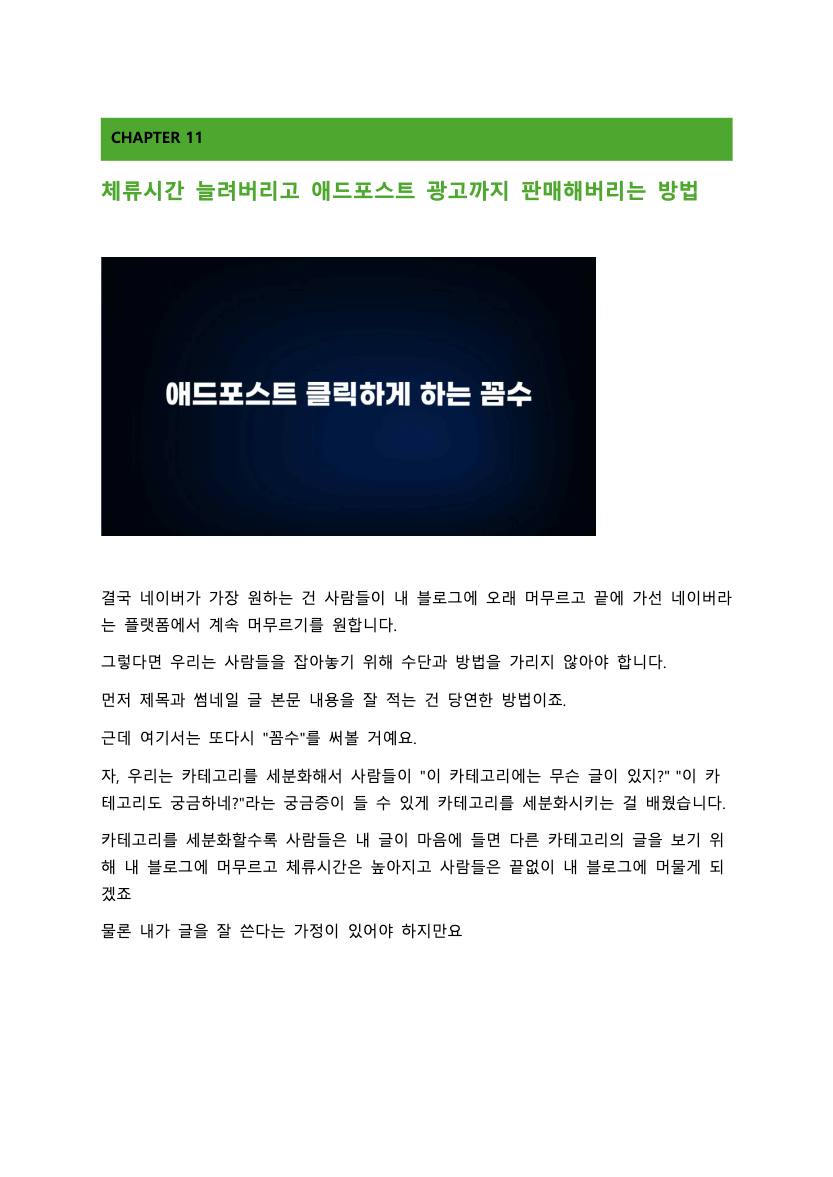 CHAPTER 11
체류시간 늘려버리고 애드포스트 광고까지 판매해버리는 방법
애드포스트 클릭하게 하는 꼼수
결국 네이버가 가장 원하는 건 사람들이 내 블로그에 오래 머무르고 끝에 가선 네이버라
는 플랫폼에서 계속 머무르기를 원합니다.
그렇다면 우리는 사람들을 잡아놓기 위해 수단과 방법을 가리지 않아야 합니다.
먼저 제목과 썸네일 글 본문 내용을 잘 적는 건 당연한 방법이죠.
근데 여기서는 또다시 "꼼수"를 써볼 거예요.
자, 우리는 카테고리를 세분화해서 사람들이 "이 카테고리에는 무슨 글이 있지?" "이 카
테고리도 궁금하네?"라는 궁금증이 들 수 있게 카테고리를 세분화시키는 걸 배웠습니다.
카테고리를 세분화할수록 사람들은 내 글이 마음에 들면 다른 카테고리의 글을 보기 위
해 내 블로그에 머무르고 체류시간은 높아지고 사람들은 끝없이 내 블로그에 머물게 되
겠죠
물론 내가 글을 잘 쓴다는 가정이 있어야 하지만요